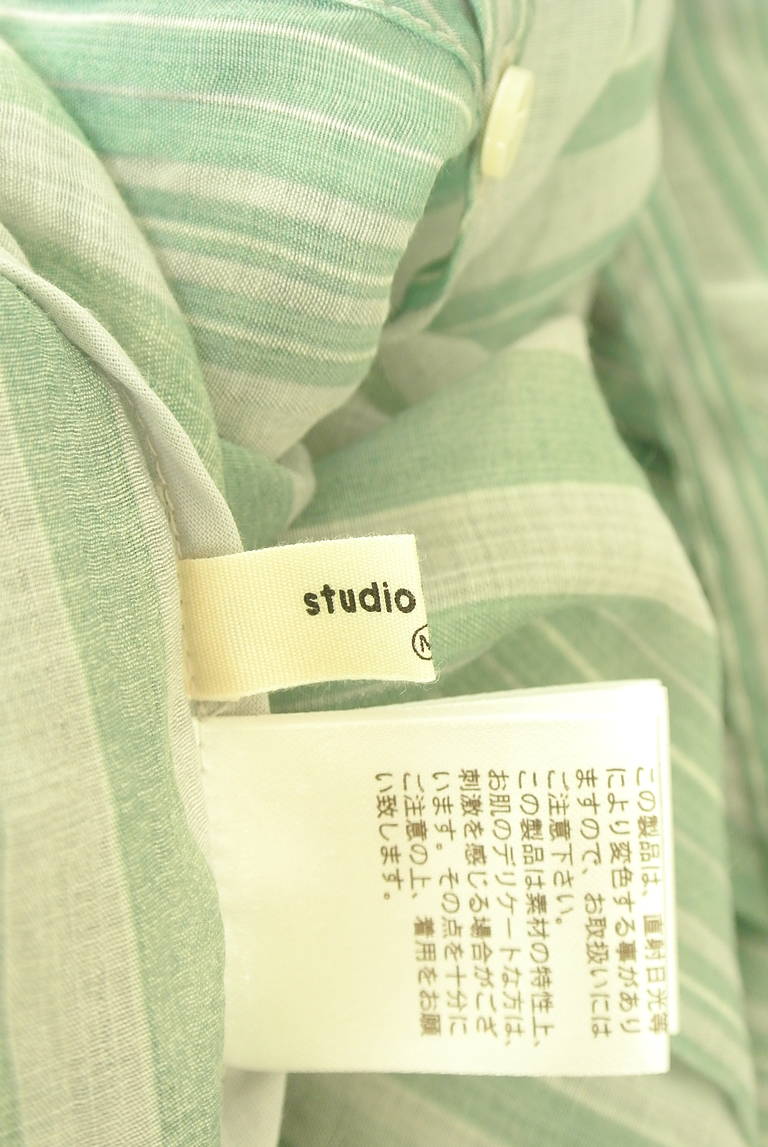 studio
Ⓜ
この製品は、直射日光等
により変色する事があり
ますので、お取扱いには
ご注意下さい。
この製品は素材の特性上、
お肌のデリケートな方は、
刺激を感じる場合がござ
います。その点を十分に
ご注意の上、着用をお願
い致します。